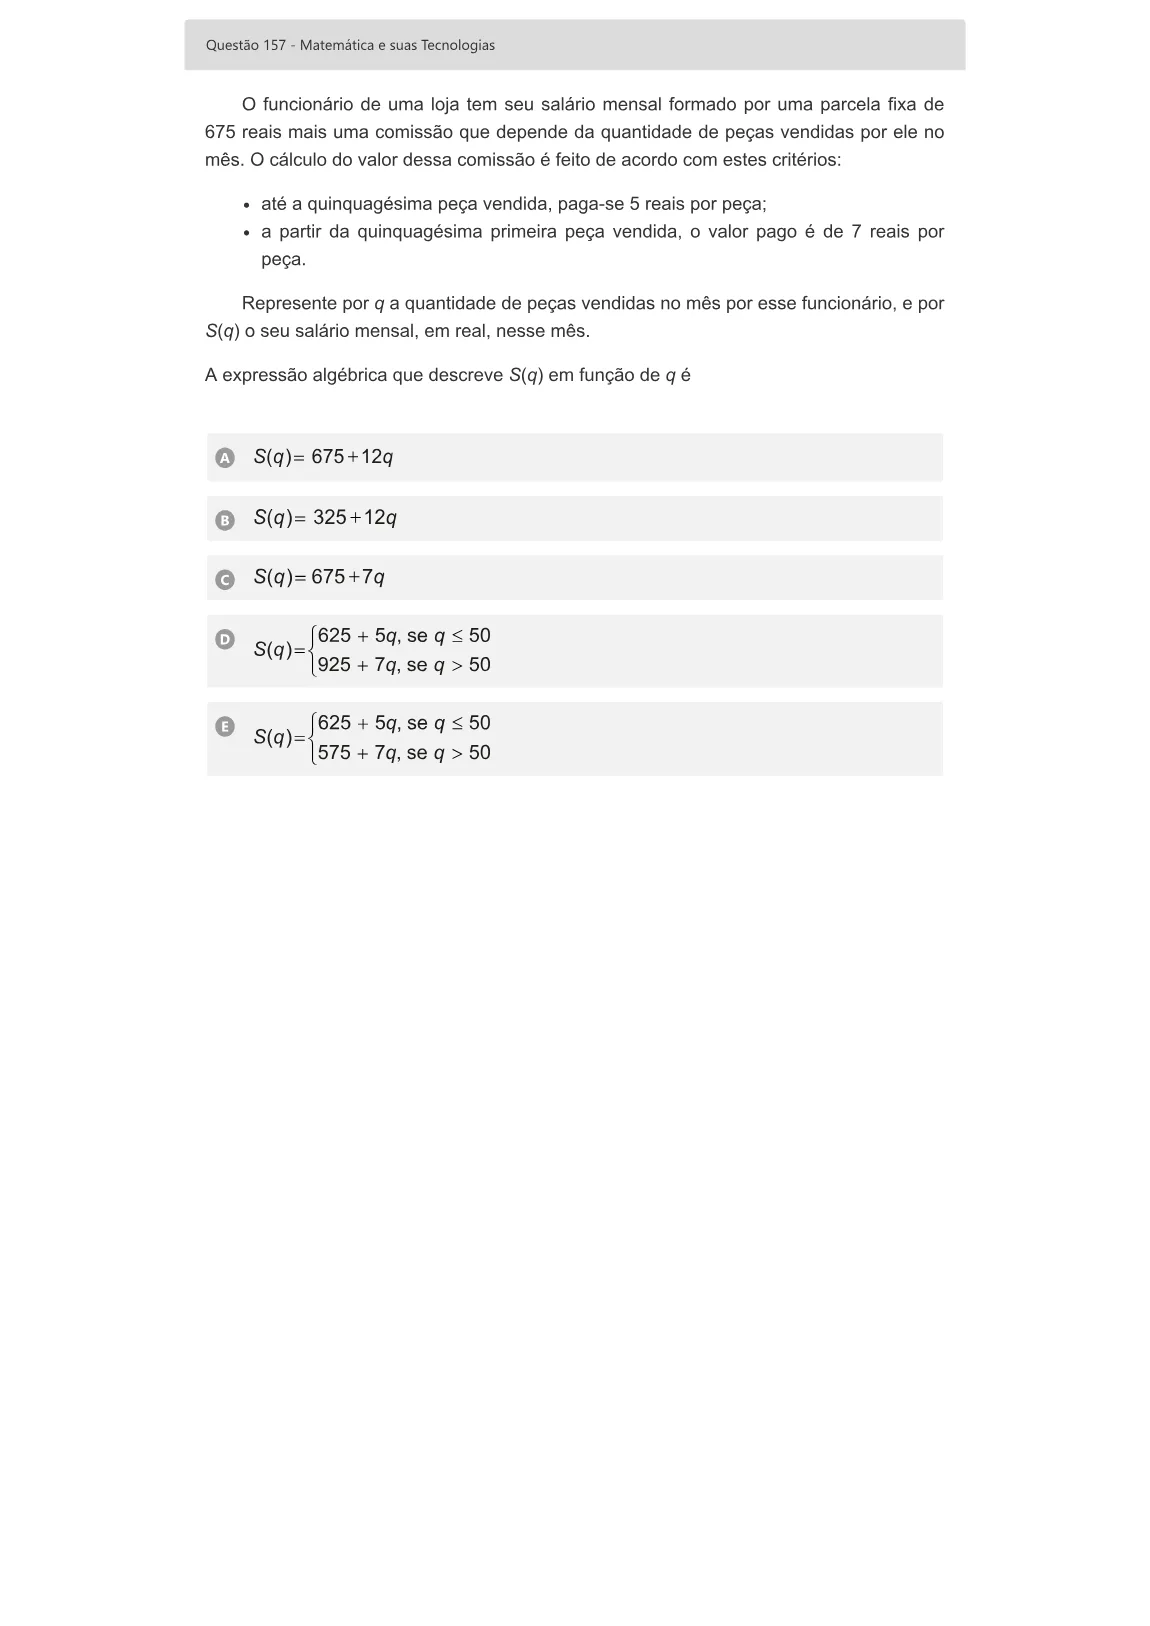 Questão 157 - Matemática e suas Tecnologias
O funcionário de uma loja tem seu salário mensal formado por uma parcela fixa de
675 reais mais uma comissão que depende da quantidade de peças vendidas por ele no
mês. O cálculo do valor dessa comissão é feito de acordo com estes critérios:
• até a quinquagésima peça vendida, paga-se 5 reais por peça;
• a partir da quinquagésima primeira peça vendida, o valor pago é de 7 reais por
peça.
Represente por q a quantidade de peças vendidas no mês por esse funcionário, e por
S(q) o seu salário mensal, em real, nesse mês.
A expressão algébrica que descreve S(q) em função de q é
A S(q)= 675+12q
B S(q)= 325+12q
C S(q)= 675+7q
D S(q)= {625 + 5q, se q ≤ 50
925 + 7q, se q > 50
E S(q)= {625 + 5q, se q ≤ 50
575 + 7q, se q > 50